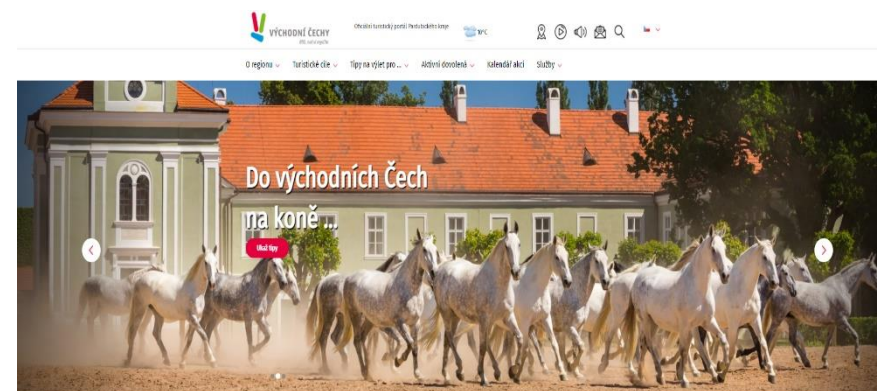 VÝCHODNÍ ČECHY
Oficiální turistický portál Pardubického kraje
10°C
O regionu
Turistické cíle
Tipy na výlet pro ...
Aktivní dovolená
Kalendář akcí
Služby
Do východních Čech
na koně ...
Ukaž tipy